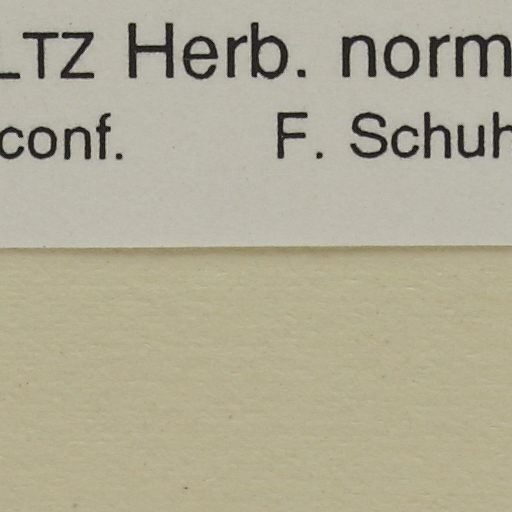 LTZ Herb. norm
conf. F. Schuh